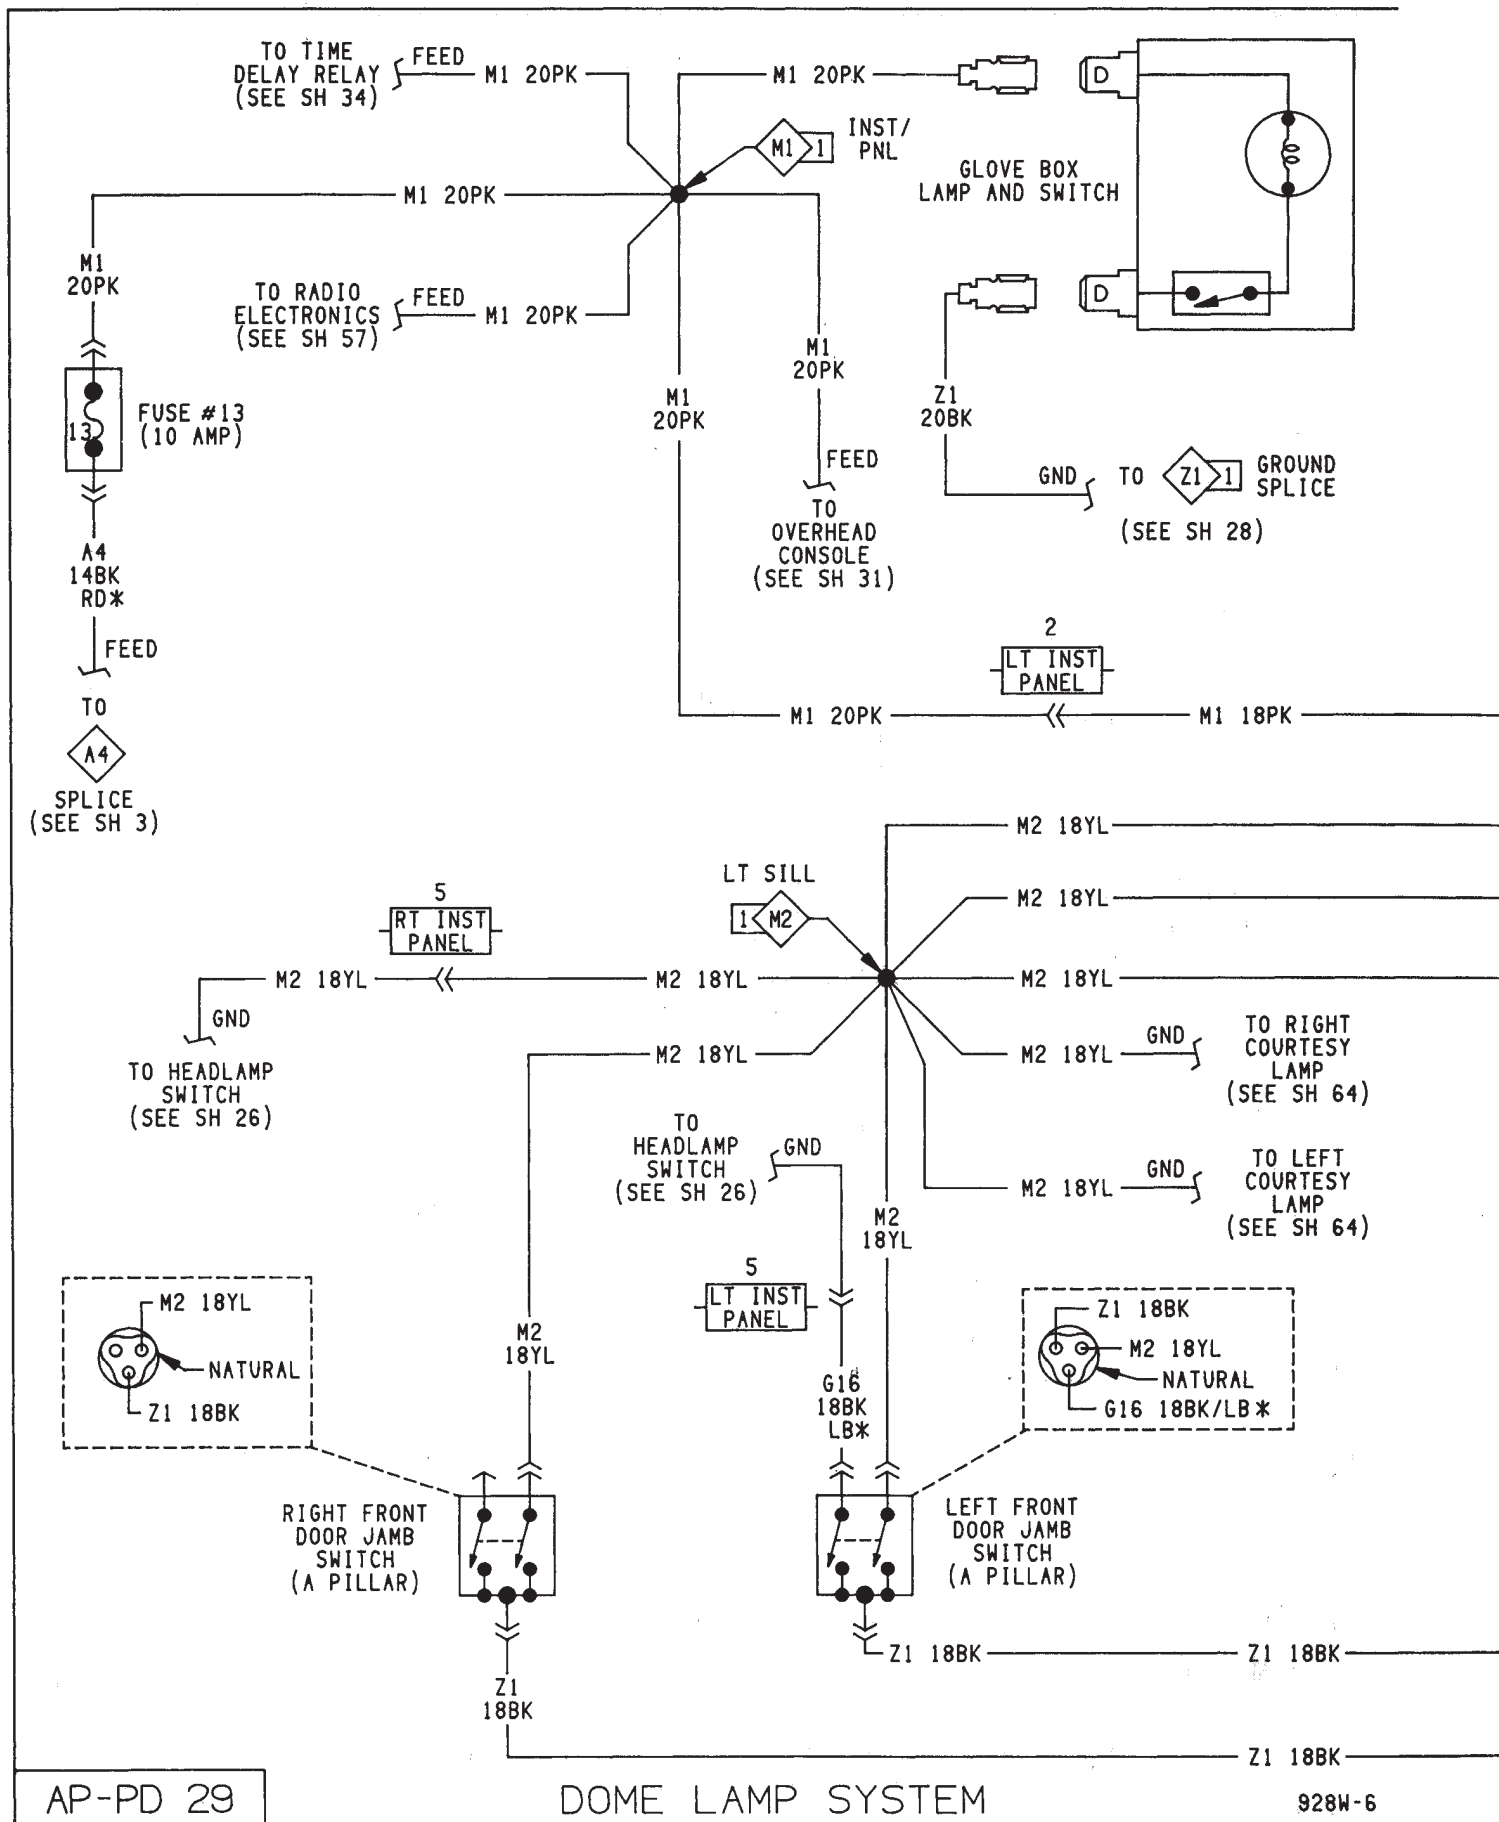 TO TIME
DELAY RELAY
(SEE SH 34)
FEED
M1 20PK
M1 20PK
D
M1 1
INST/
PNL
GLOVE BOX
LAMP AND SWITCH
M1 20PK
M1
20PK
TO RADIO
ELECTRONICS
(SEE SH 57)
FEED
M1 20PK
D
M1
20PK
M1
20PK
Z1
20BK
13
FUSE #13
(10 AMP)
FEED
TO
OVERHEAD
CONSOLE
(SEE SH 31)
GND
TO
Z1 1
GROUND
SPLICE
(SEE SH 28)
A4
14BK
RD*
FEED
TO
A4
SPLICE
(SEE SH 3)
2
LT INST
PANEL
M1 20PK
M1 18PK
M2 18YL
LT SILL
1 M2
M2 18YL
5
RT INST
PANEL
M2 18YL
M2 18YL
M2 18YL
GND
TO HEADLAMP
SWITCH
(SEE SH 26)
M2 18YL
M2 18YL
GND
TO RIGHT
COURTESY
LAMP
(SEE SH 64)
TO
HEADLAMP
SWITCH
(SEE SH 26)
GND
M2 18YL
GND
TO LEFT
COURTESY
LAMP
(SEE SH 64)
M2
18YL
5
LT INST
PANEL
M2 18YL
NATURAL
Z1 18BK
M2
18YL
G16
18BK
LB*
Z1 18BK
M2 18YL
NATURAL
G16 18BK/LB*
RIGHT FRONT
DOOR JAMB
SWITCH
(A PILLAR)
LEFT FRONT
DOOR JAMB
SWITCH
(A PILLAR)
Z1 18BK
Z1 18BK
Z1
18BK
Z1 18BK
AP-PD 29
DOME LAMP SYSTEM
928W-6